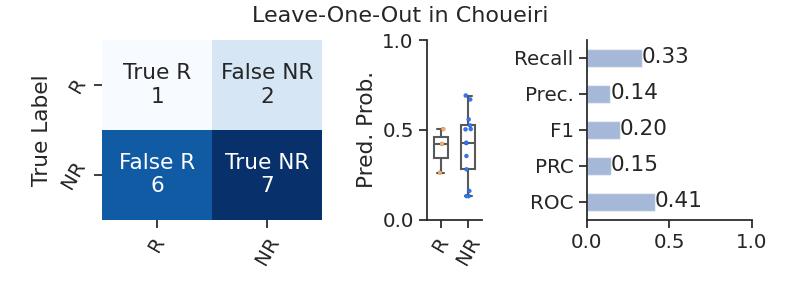 Leave-One-Out in Choueiri
True Label
R
NR
True R
1
False NR
2
False R
6
True NR
7
R
NR
Pred. Prob.
1.0
0.5
0.0
R
NR
Recall
0.33
Prec.
0.14
F1
0.20
PRC
0.15
ROC
0.41
0.0
0.5
1.0